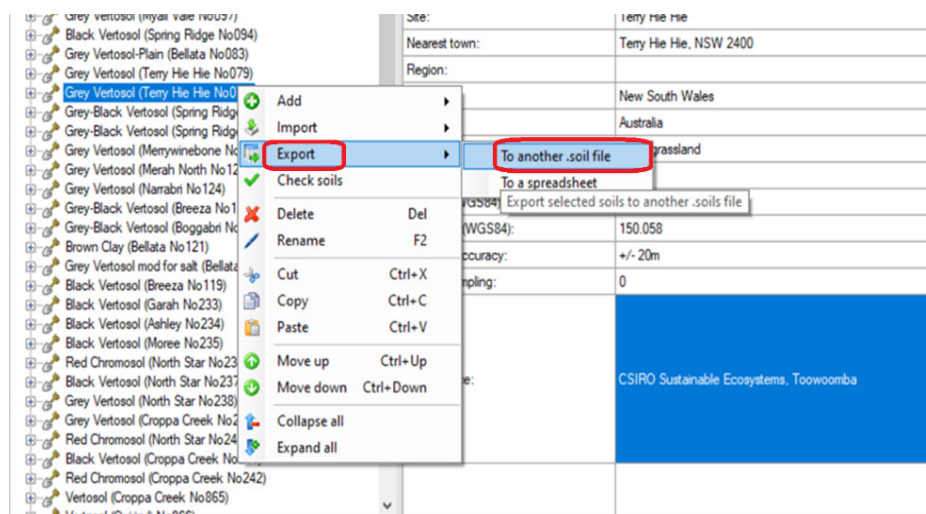 Grey Vertosol (Myall Vale No097)
Black Vertosol (Spring Ridge No094)
Grey Vertosol-Plain (Bellata No083)
Grey Vertosol (Terry Hie Hie No079)
Grey Vertosol (Terry Hie Hie No0
Grey-Black Vertosol (Spring Ridg
Grey-Black Vertosol (Spring Ridg
Grey Vertosol (Merrywinebone No
Grey Vertosol (Merah North No12
Grey Vertosol (Narrabri No124)
Grey-Black Vertosol (Breeza No1
Grey-Black Vertosol (Boggabri No
Brown Clay (Bellata No121)
Grey Vertosol mod for salt (Bellata
Black Vertosol (Breeza No119)
Black Vertosol (Garah No233)
Black Vertosol (Ashley No234)
Black Vertosol (Moree No235)
Red Chromosol (North Star No23
Black Vertosol (North Star No237
Grey Vertosol (North Star No238)
Grey Vertosol (Croppa Creek No2
Red Chromosol (North Star No24
Black Vertosol (Croppa Creek No
Red Chromosol (Croppa Creek No242)
Vertosol (Croppa Creek No865)
Add
Import
Export
Check soils
Delete Del
Rename F2
Cut Ctrl+X
Copy Ctrl+C
Paste Ctrl+V
Move up Ctrl+Up
Move down Ctrl+Down
Collapse all
Expand all
To another .soil file
To a spreadsheet
Export selected soils to another .soils file
Site: Terry Hie Hie
Nearest town: Terry Hie Hie, NSW 2400
Region:
New South Wales
Australia
grassland
(WGS84)
(WGS84): 150.058
ccuracy: +/- 20m
mpling: 0
e: CSIRO Sustainable Ecosystems, Toowoomba